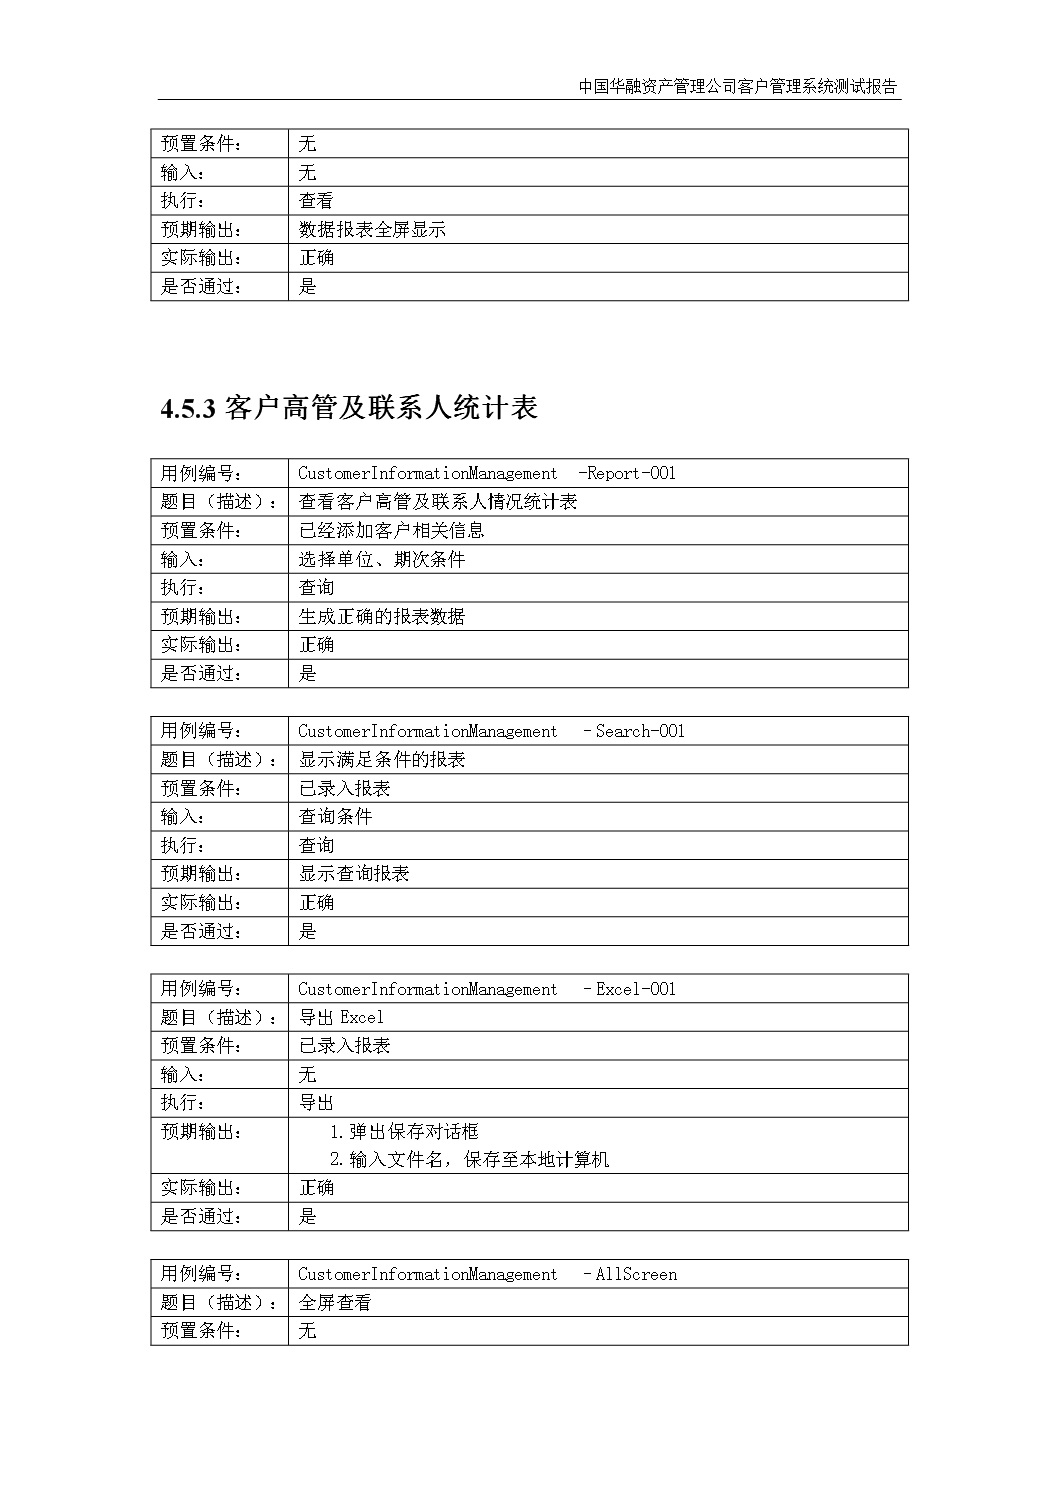 中国华融资产管理公司客户管理系统测试报告
预置条件： 无
输入： 无
执行： 查看
预期输出： 数据报表全屏显示
实际输出： 正确
是否通过： 是
4.5.3 客户高管及联系人统计表
用例编号： CustomerInformationManagement -Report-001
题目（描述）： 查看客户高管及联系人情况统计表
预置条件： 已经添加客户相关信息
输入： 选择单位、期次条件
执行： 查询
预期输出： 生成正确的报表数据
实际输出： 正确
是否通过： 是
用例编号： CustomerInformationManagement –Search-001
题目（描述）： 显示满足条件的报表
预置条件： 已录入报表
输入： 查询条件
执行： 查询
预期输出： 显示查询报表
实际输出： 正确
是否通过： 是
用例编号： CustomerInformationManagement –Excel-001
题目（描述）： 导出 Excel
预置条件： 已录入报表
输入： 无
执行： 导出
预期输出： 1.弹出保存对话框
2.输入文件名，保存至本地计算机
实际输出： 正确
是否通过： 是
用例编号： CustomerInformationManagement –AllScreen
题目（描述）： 全屏查看
预置条件： 无